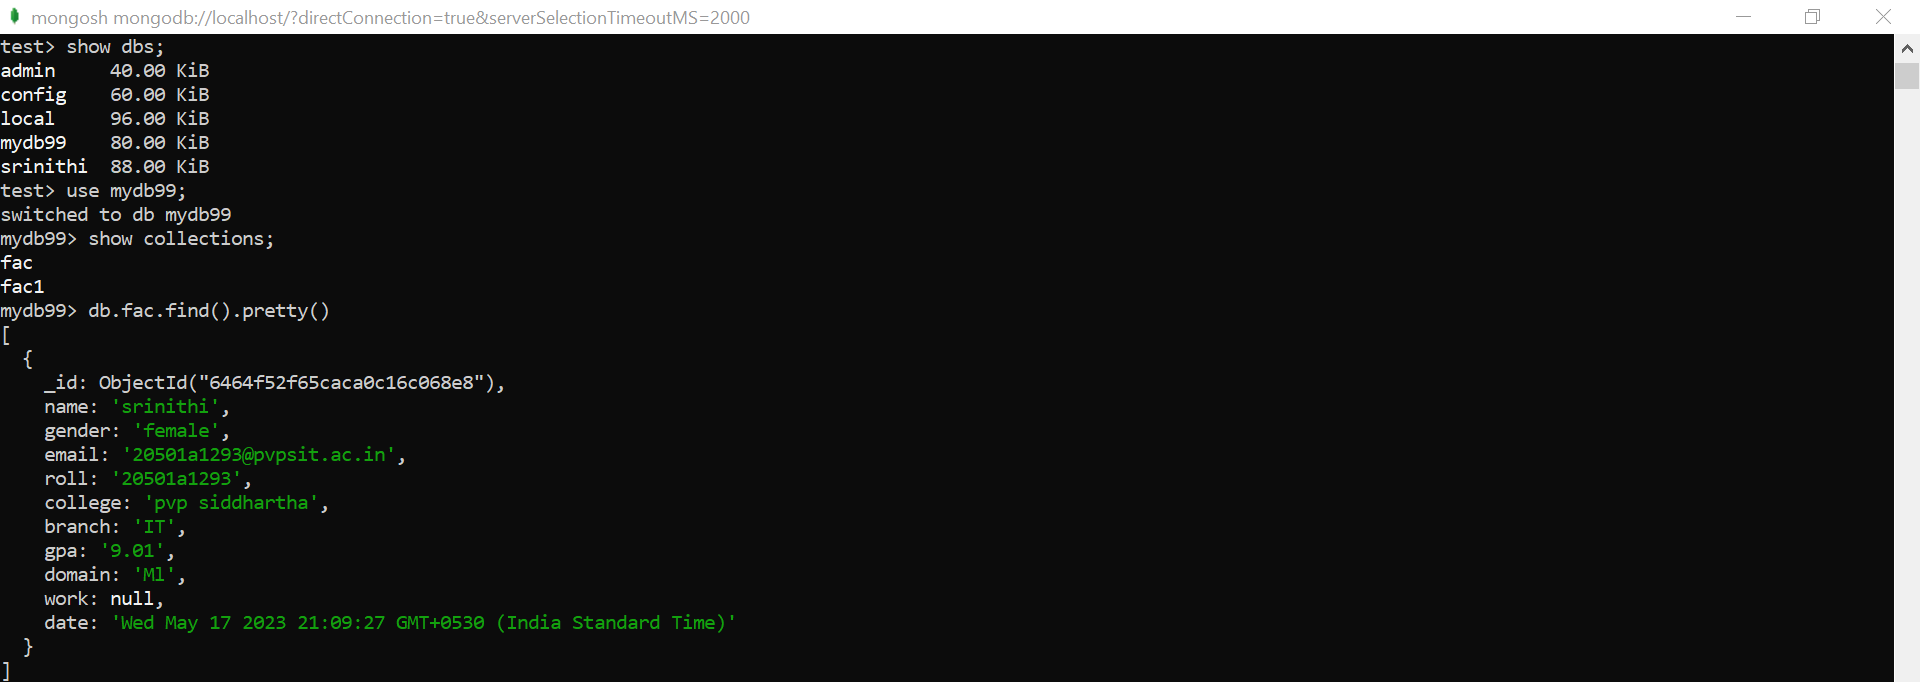 mongosh mongodb://localhost/?directConnection=true&serverSelectionTimeoutMS=2000
test> show dbs;
admin     40.00 KiB
config    60.00 KiB
local     96.00 KiB
mydb99    80.00 KiB
srinithi  88.00 KiB
test> use mydb99;
switched to db mydb99
mydb99> show collections;
fac
fac1
mydb99> db.fac.find().pretty()
[
  {
    _id: ObjectId("6464f52f65caca0c16c068e8"),
    name: 'srinithi',
    gender: 'female',
    email: '20501a1293@pvpsit.ac.in',
    roll: '20501a1293',
    college: 'pvp siddhartha',
    branch: 'IT',
    gpa: '9.01',
    domain: 'Ml',
    work: null,
    date: 'Wed May 17 2023 21:09:27 GMT+0530 (India Standard Time)'
  }
]